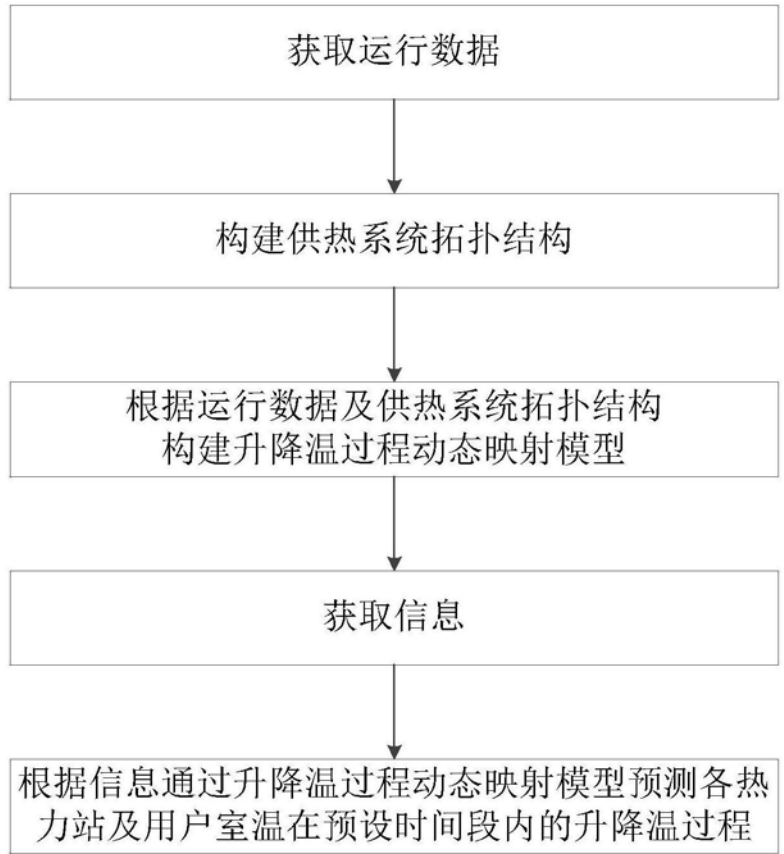 获取运行数据
构建供热系统拓扑结构
根据运行数据及供热系统拓扑结构
构建升降温过程动态映射模型
获取信息
根据信息通过升降温过程动态映射模型预测各热
力站及用户室温在预设时间段内的升降温过程